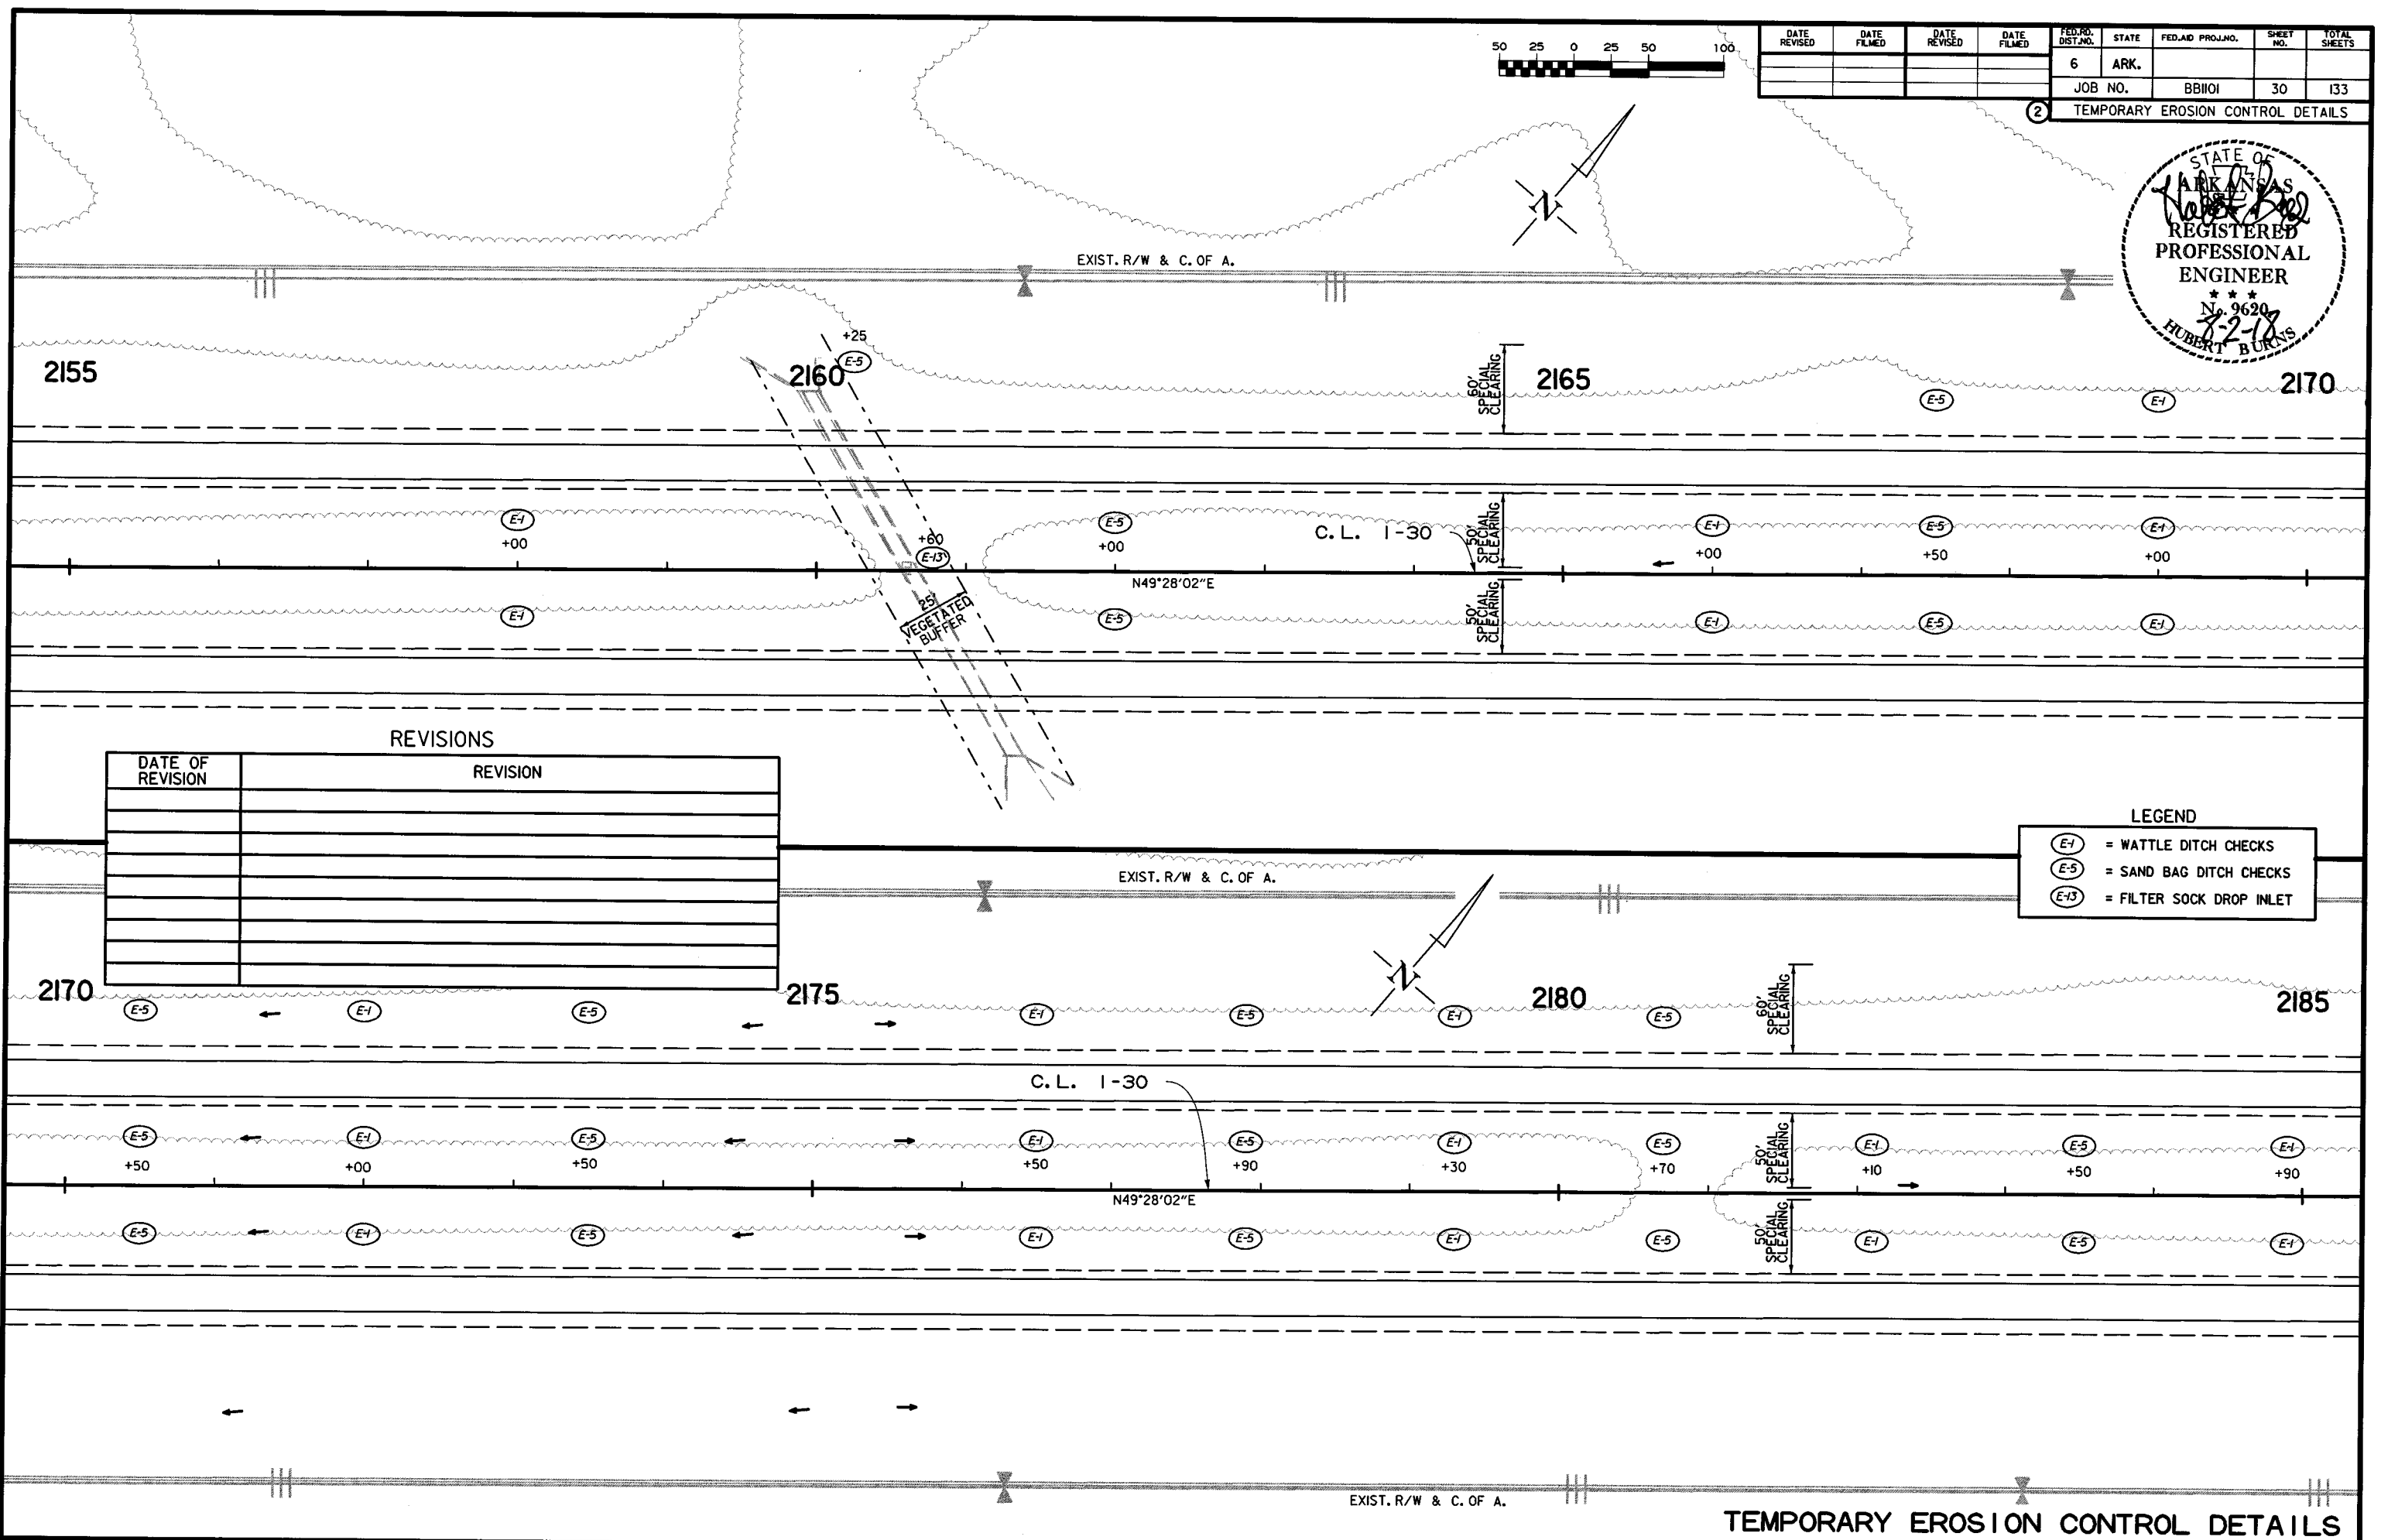 50 25 0 25 50 100
DATE REVISED DATE FILMED DATE REVISED DATE FILMED FED.RD. DIST.NO. STATE FED.AID PROJ.NO. SHEET NO. TOTAL SHEETS
6 ARK.
JOB NO. BB1101 30 133
2 TEMPORARY EROSION CONTROL DETAILS
STATE OF
ARKANSAS
REGISTERED
PROFESSIONAL
ENGINEER
★ ★ ★
No. 9620
8-2-18
HUBERT BURNS
N
EXIST. R/W & C. OF A.
+25
E-5
2155 2160 2165 2170
60' SPECIAL CLEARING
E-5 E-1
E-1 E-5 E-1 E-5 E-1
+00 +60 +00 C.L. I-30 50' SPECIAL CLEARING +00 +50 +00
E-13
N49°28'02"E
25' VEGETATED BUFFER
50' SPECIAL CLEARING
E-1 E-5 E-1 E-5 E-1
REVISIONS
DATE OF REVISION REVISION
LEGEND
E-1 = WATTLE DITCH CHECKS
E-5 = SAND BAG DITCH CHECKS
E-13 = FILTER SOCK DROP INLET
EXIST. R/W & C. OF A.
N
2170 2175 2180 2185
60' SPECIAL CLEARING
E-5 E-1 E-5 E-1 E-5 E-1 E-5
C.L. I-30
E-5 E-1 E-5 E-1 E-5 E-1 E-5 E-1 E-5 E-1
+50 +00 +50 +50 +90 +30 +70 50' SPECIAL CLEARING +10 +50 +90
N49°28'02"E
50' SPECIAL CLEARING
E-5 E-1 E-5 E-1 E-5 E-1 E-5 E-1 E-5 E-1
EXIST. R/W & C. OF A.
TEMPORARY EROSION CONTROL DETAILS